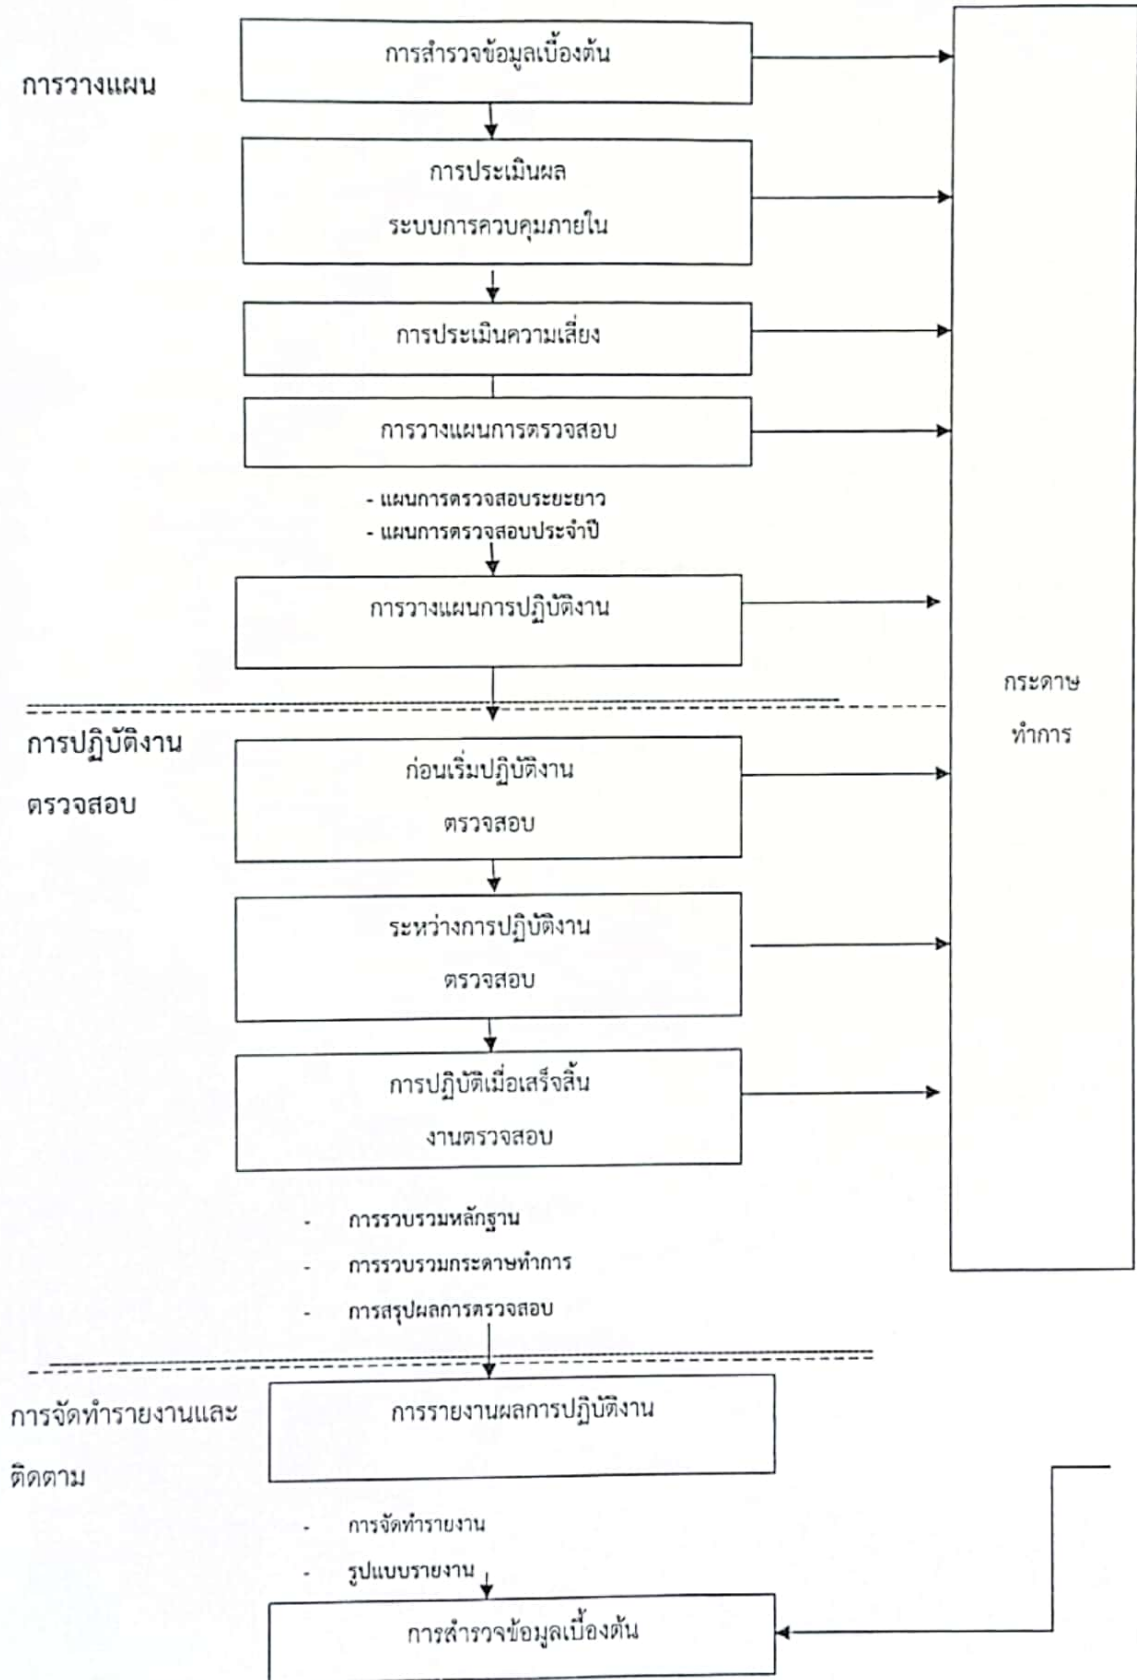 การสำรวจข้อมูลเบื้องต้น
การวางแผน
การประเมินผล
ระบบการควบคุมภายใน
การประเมินความเสี่ยง
การวางแผนการตรวจสอบ
- แผนการตรวจสอบระยะยาว
- แผนการตรวจสอบประจำปี
การวางแผนการปฏิบัติงาน
กระดาษ
ทำการ
การปฏิบัติงาน
ตรวจสอบ
ก่อนเริ่มปฏิบัติงาน
ตรวจสอบ
ระหว่างการปฏิบัติงาน
ตรวจสอบ
การปฏิบัติเมื่อเสร็จสิ้น
งานตรวจสอบ
- การรวบรวมหลักฐาน
- การรวบรวมกระดาษทำการ
- การสรุปผลการตรวจสอบ
การจัดทำรายงานและ
ติดตาม
การรายงานผลการปฏิบัติงาน
- การจัดทำรายงาน
- รูปแบบรายงาน
การสำรวจข้อมูลเบื้องต้น